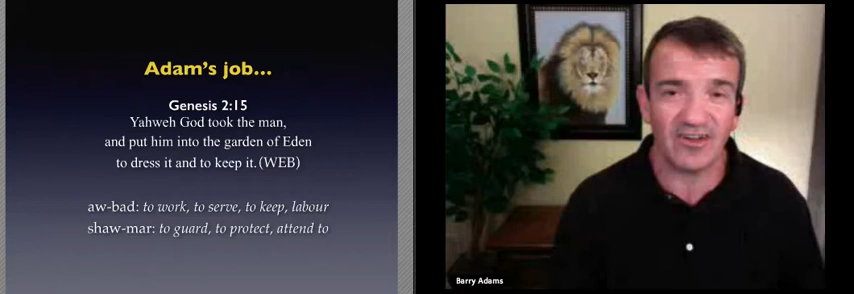 Adam's job...
Genesis 2:15
Yahweh God took the man,
and put him into the garden of Eden
to dress it and to keep it.(WEB)
aw-bad: to work, to serve, to keep, labour
shaw-mar: to guard, to protect, attend to
Barry Adams